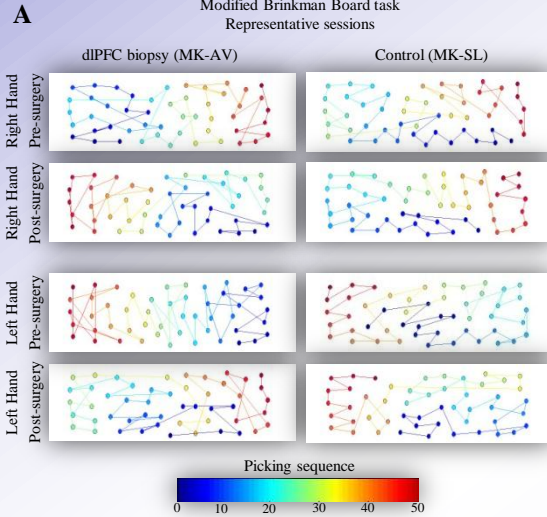 A
Modified Brinkman Board task
Representative sessions
dlPFC biopsy (MK-AV)
Control (MK-SL)
Right Hand
Pre-surgery
Right Hand
Post-surgery
Left Hand
Pre-surgery
Left Hand
Post-surgery
Picking sequence
0 10 20 30 40 50